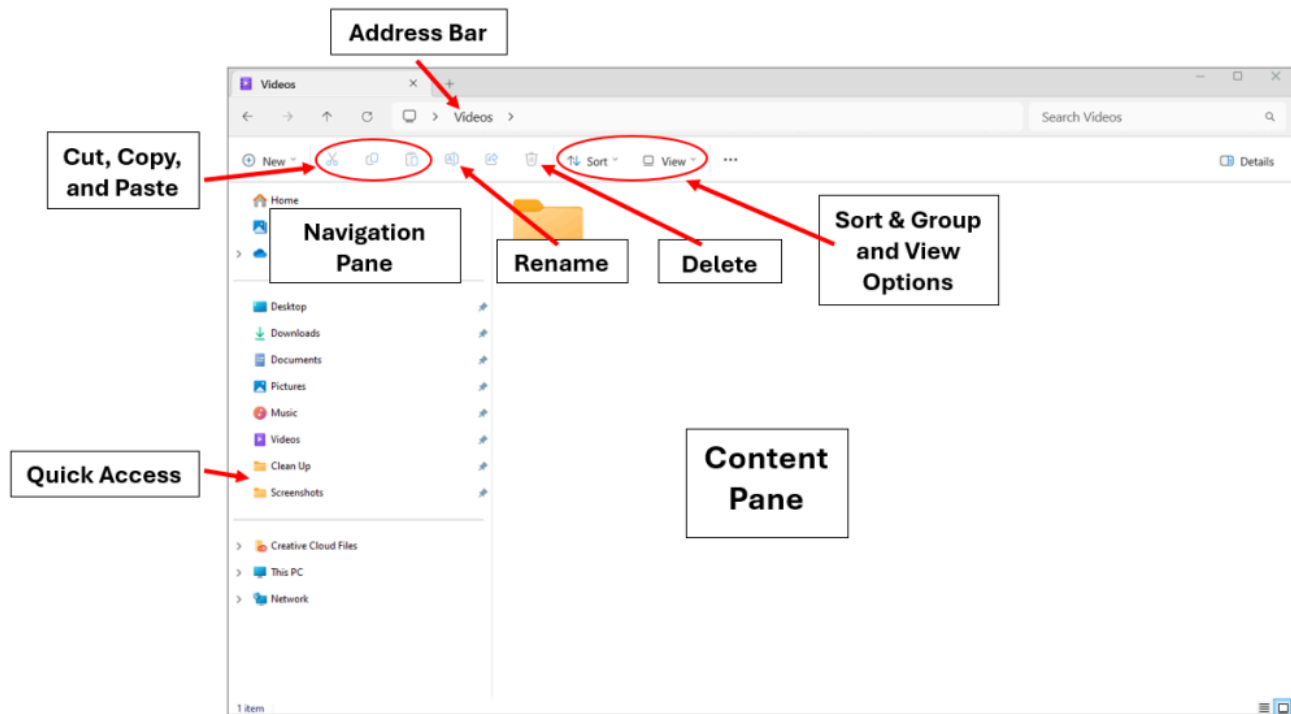 Address Bar
Videos
Videos
Search Videos
Cut, Copy,
and Paste
New
Sort
View
Details
Home
Navigation
Pane
Rename
Delete
Sort & Group
and View
Options
Desktop
Downloads
Documents
Pictures
Music
Videos
Clean Up
Screenshots
Quick Access
Content
Pane
Creative Cloud Files
This PC
Network
1 item